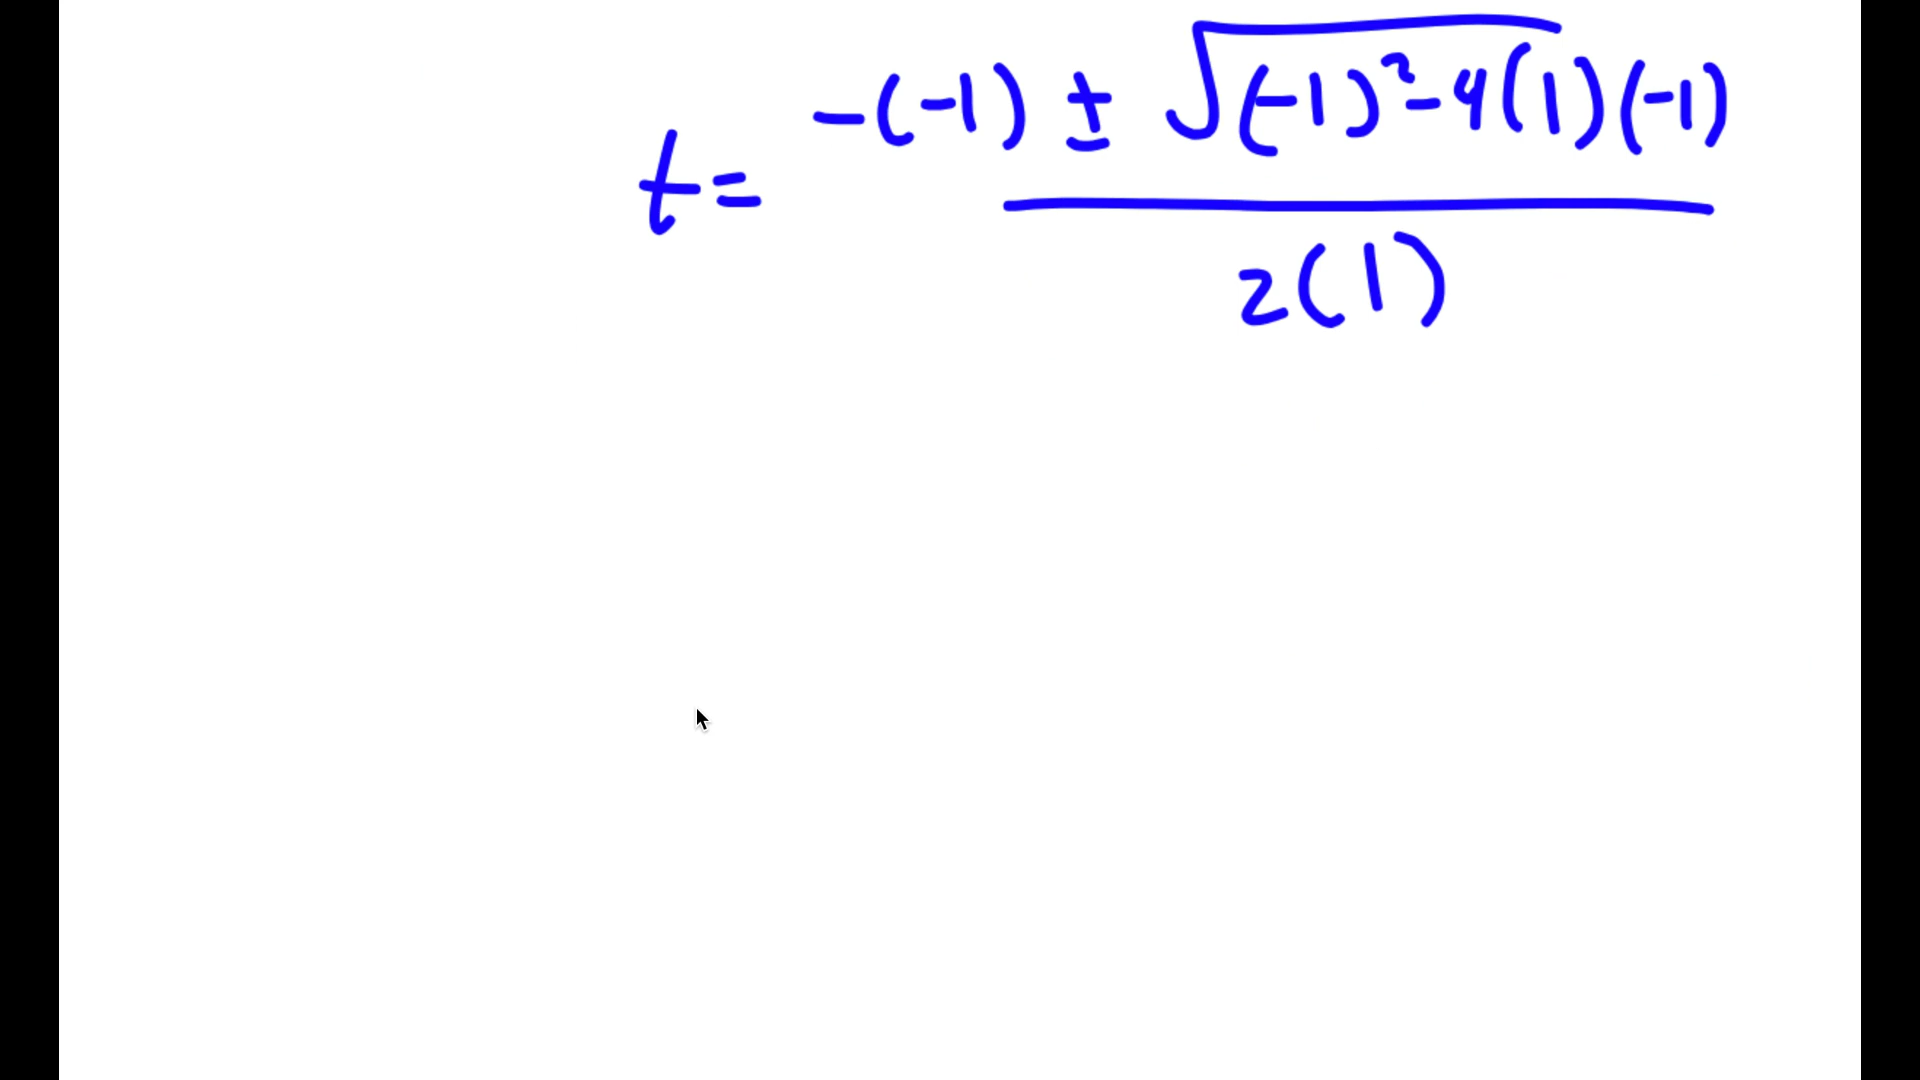 t = -(-1) ± √(-1)² - 4(1)(-1)
2(1)